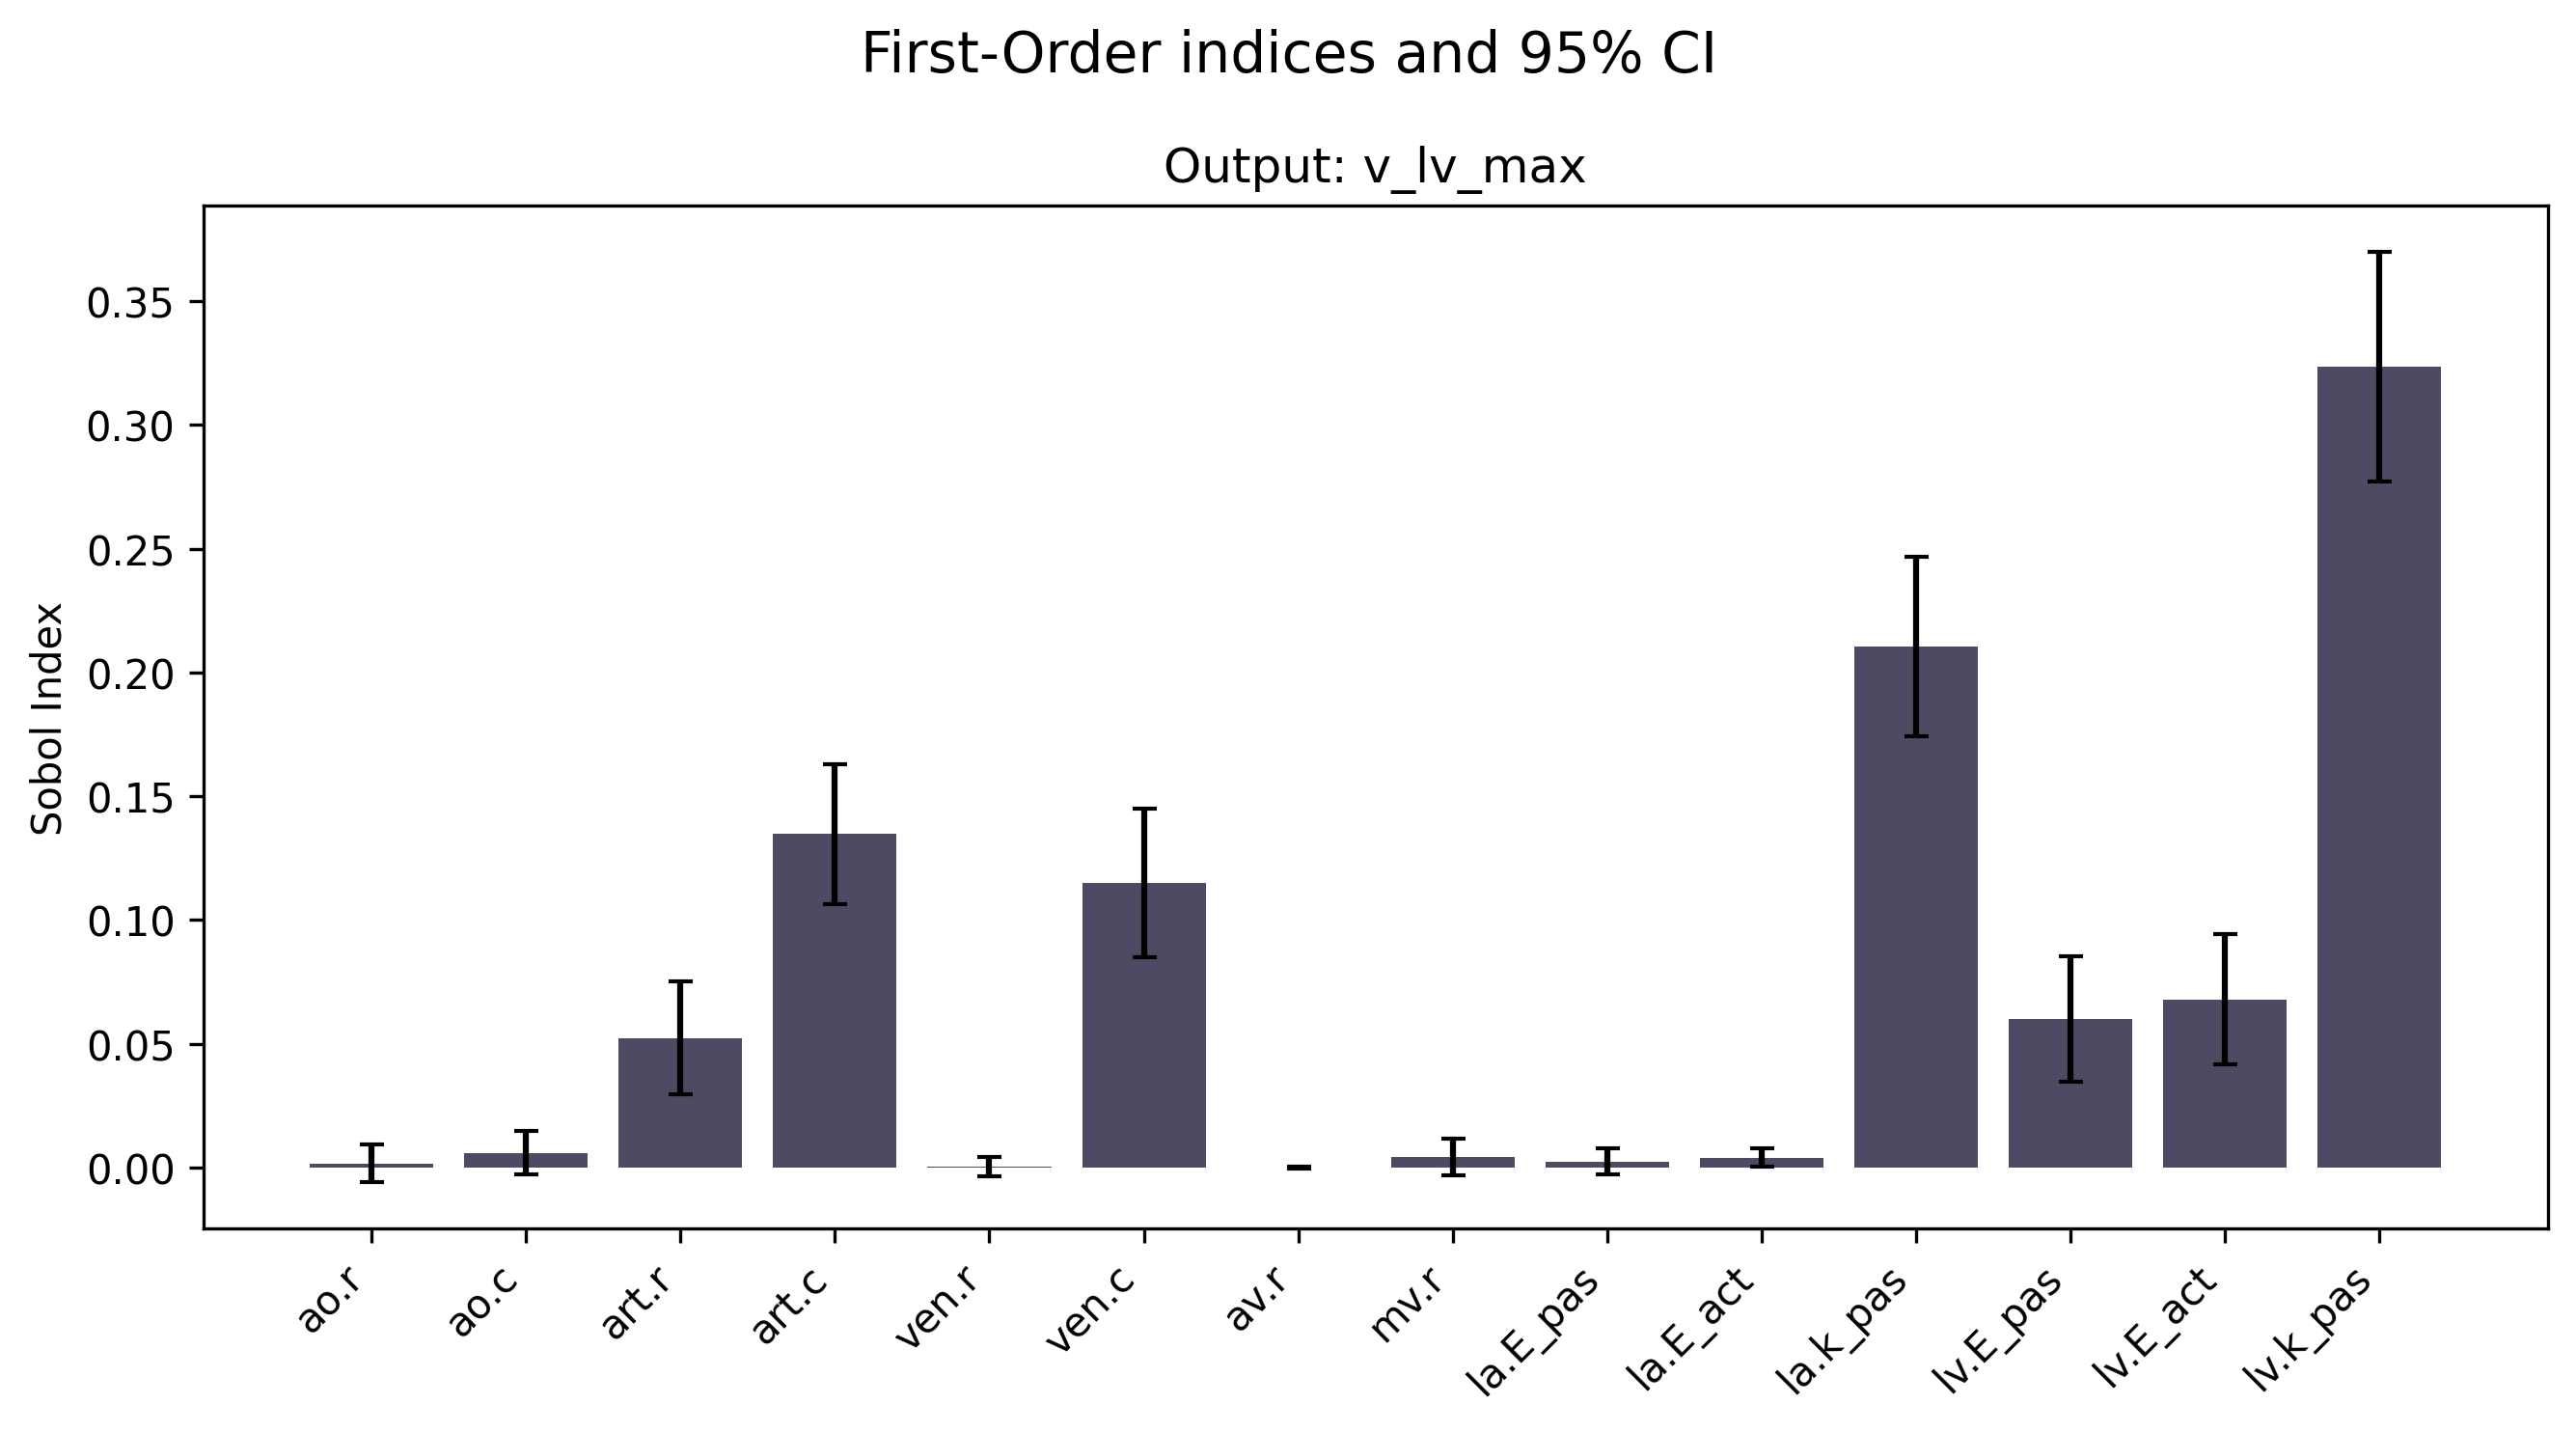 First-Order indices and 95% CI
Output: v_lv_max
Sobol Index
0.35
0.30
0.25
0.20
0.15
0.10
0.05
0.00
ao.r
ao.c
art.r
art.c
ven.r
ven.c
av.r
mv.r
la.E_pas
la.E_act
la.k_pas
lv.E_pas
lv.E_act
lv.k_pas